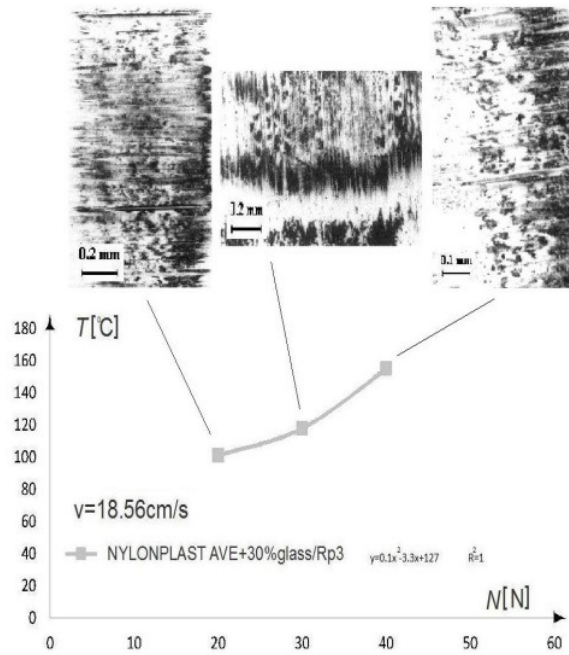 0.2 mm
0.2 mm
0.1 mm
T[°C]
180
160
140
120
100
80
60
40
20
0
v=18.56cm/s
NYLONPLAST AVE+30%glass/Rp3
y=0.1x²-3.3x+127
R²=1
N[N]
0 10 20 30 40 50 60